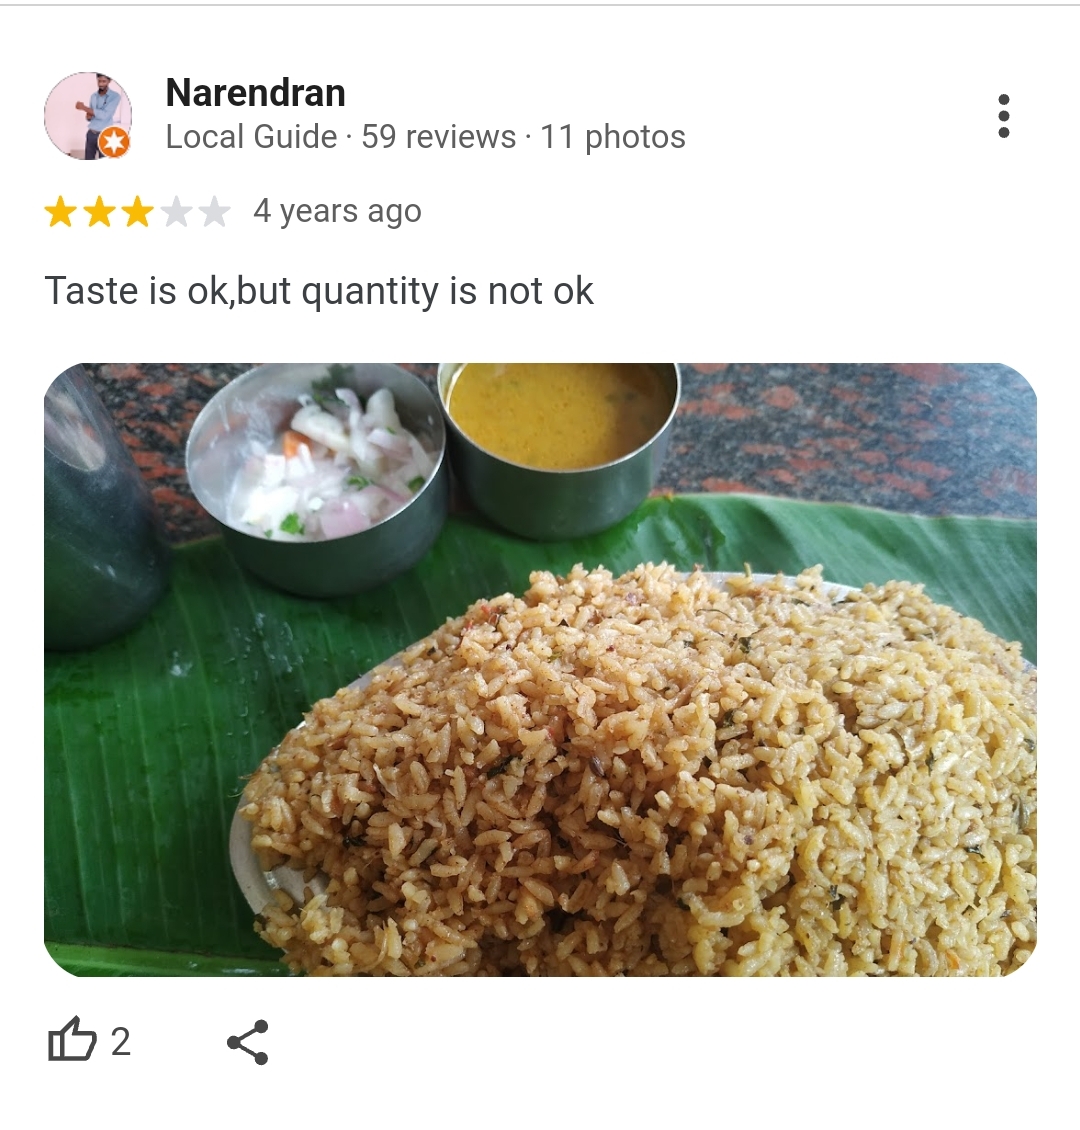 Narendran
Local Guide · 59 reviews · 11 photos
4 years ago
Taste is ok,but quantity is not ok
2